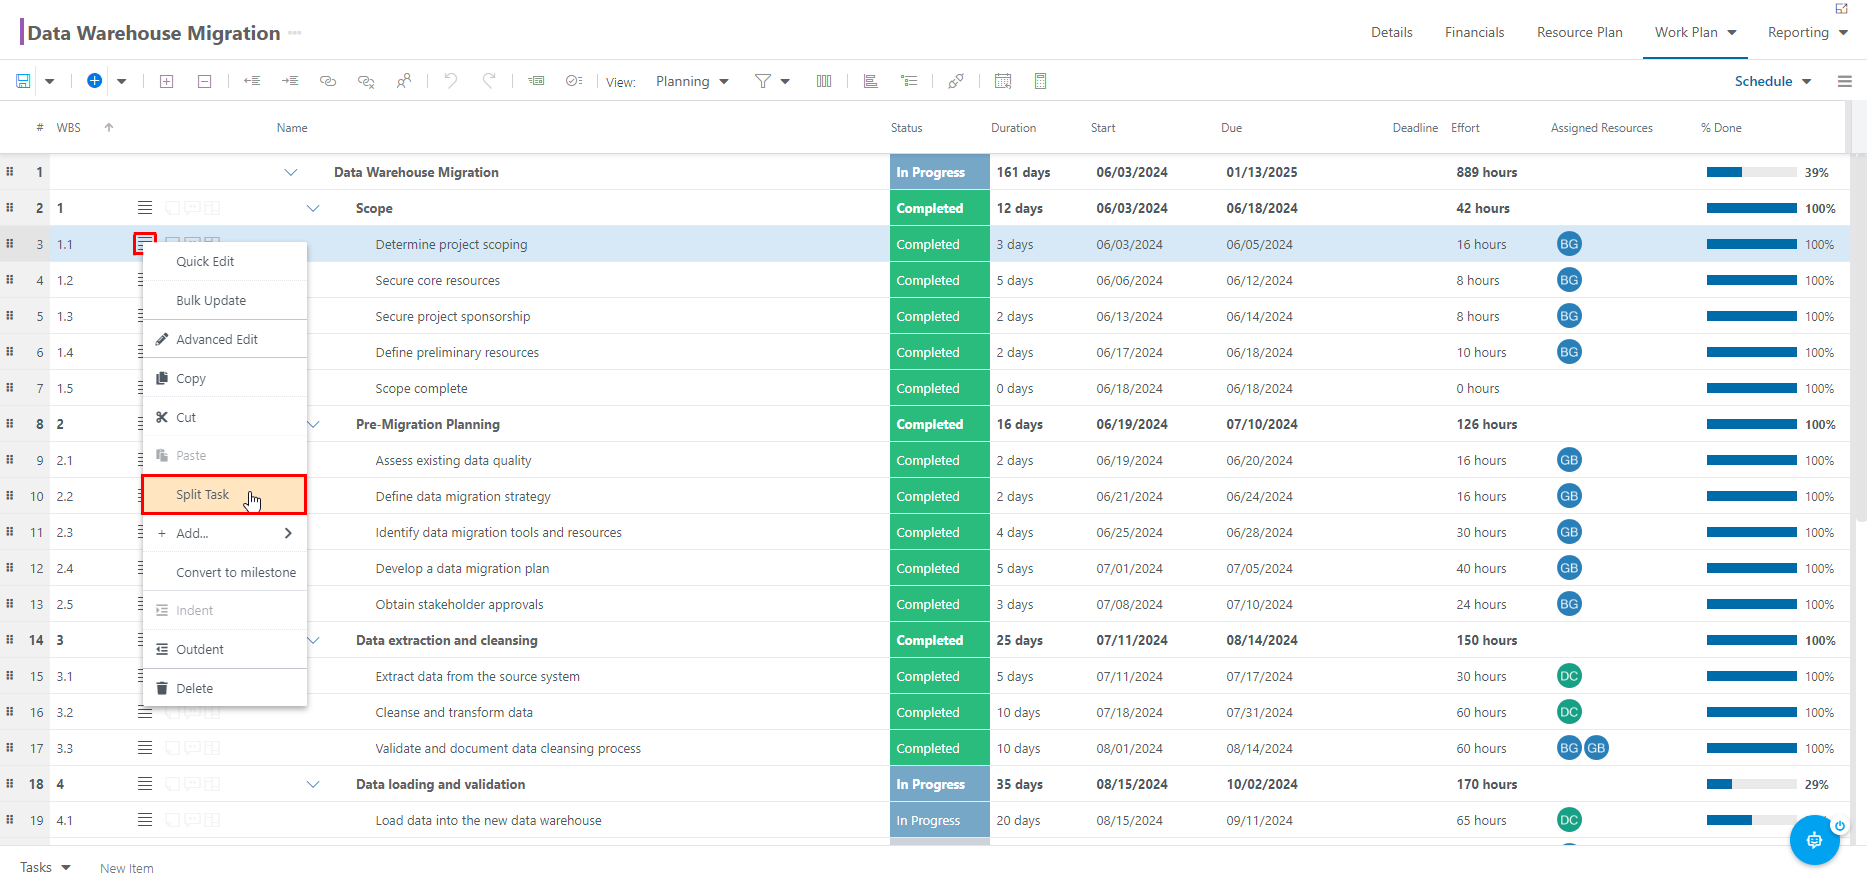 Data Warehouse Migration
Details Financials Resource Plan Work Plan Reporting
View: Planning Schedule
# WBS Name Status Duration Start Due Deadline Effort Assigned Resources % Done
1 Data Warehouse Migration In Progress 161 days 06/03/2024 01/13/2025 889 hours 39%
2 1 Scope Completed 12 days 06/03/2024 06/18/2024 42 hours 100%
3 1.1 Determine project scoping Completed 3 days 06/03/2024 06/05/2024 16 hours BG 100%
Quick Edit
4 1.2 Secure core resources Completed 5 days 06/06/2024 06/12/2024 8 hours BG 100%
Bulk Update
5 1.3 Secure project sponsorship Completed 2 days 06/13/2024 06/14/2024 8 hours BG 100%
Advanced Edit
6 1.4 Define preliminary resources Completed 2 days 06/17/2024 06/18/2024 10 hours BG 100%
Copy
7 1.5 Scope complete Completed 0 days 06/18/2024 06/18/2024 0 hours 100%
Cut
8 2 Pre-Migration Planning Completed 16 days 06/19/2024 07/10/2024 126 hours 100%
Paste
9 2.1 Assess existing data quality Completed 2 days 06/19/2024 06/20/2024 16 hours GB 100%
Split Task
10 2.2 Define data migration strategy Completed 2 days 06/21/2024 06/24/2024 16 hours GB 100%
Add...
11 2.3 Identify data migration tools and resources Completed 4 days 06/25/2024 06/28/2024 30 hours GB 100%
Convert to milestone
12 2.4 Develop a data migration plan Completed 5 days 07/01/2024 07/05/2024 40 hours GB 100%
Indent
13 2.5 Obtain stakeholder approvals Completed 3 days 07/08/2024 07/10/2024 24 hours BG 100%
Outdent
14 3 Data extraction and cleansing Completed 25 days 07/11/2024 08/14/2024 150 hours 100%
Delete
15 3.1 Extract data from the source system Completed 5 days 07/11/2024 07/17/2024 30 hours DC 100%
16 3.2 Cleanse and transform data Completed 10 days 07/18/2024 07/31/2024 60 hours DC 100%
17 3.3 Validate and document data cleansing process Completed 10 days 08/01/2024 08/14/2024 60 hours BG GB 100%
18 4 Data loading and validation In Progress 35 days 08/15/2024 10/02/2024 170 hours 29%
19 4.1 Load data into the new data warehouse In Progress 20 days 08/15/2024 09/11/2024 65 hours DC
Tasks New Item